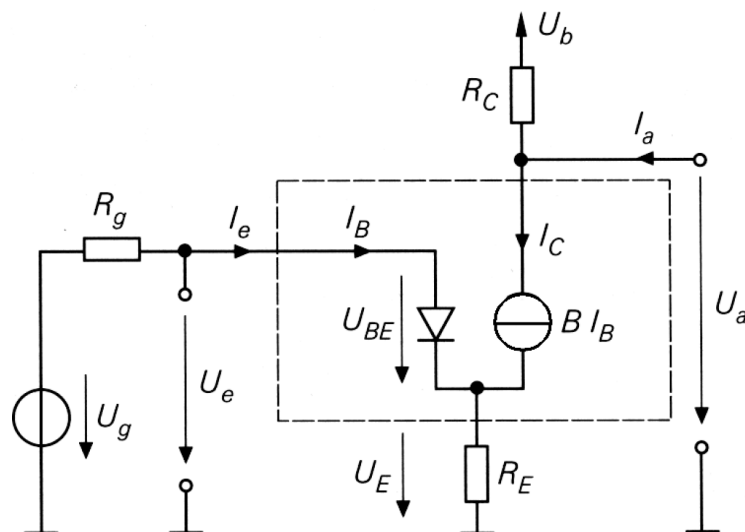 U_b
R_C
I_a
R_g
I_e
I_B
I_C
U_BE
B I_B
U_a
U_g
U_e
U_E
R_E